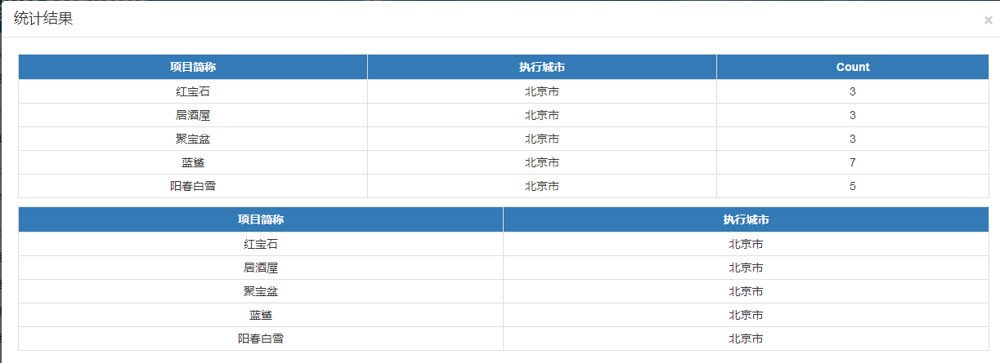 统计结果
×
项目简称 执行城市 Count
红宝石 北京市 3
居酒屋 北京市 3
聚宝盆 北京市 3
蓝鲨 北京市 7
阳春白雪 北京市 5
项目简称 执行城市
红宝石 北京市
居酒屋 北京市
聚宝盆 北京市
蓝鲨 北京市
阳春白雪 北京市